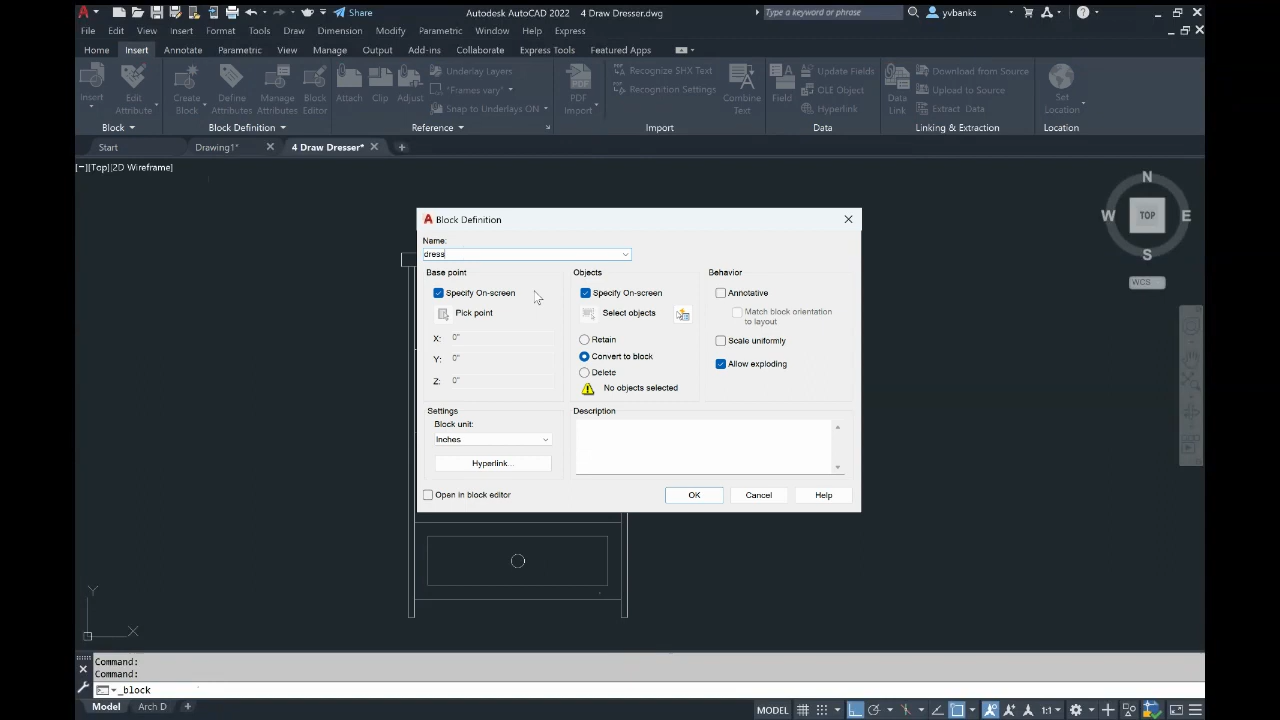 Share
Autodesk AutoCAD 2022   4 Draw Dresser.dwg
Type a keyword or phrase
yvbanks
File Edit View Insert Format Tools Draw Dimension Modify Parametric Window Help Express
Home Insert Annotate Parametric View Manage Output Add-ins Collaborate Express Tools Featured Apps
Insert
Edit
Attribute
Create
Block
Define
Attributes
Manage
Attributes
Block
Editor
Attach
Clip
Adjust
Underlay Layers
*Frames vary*
Snap to Underlays ON
PDF
Import
Recognize SHX Text
Recognition Settings
Combine
Text
Field
Update Fields
OLE Object
Hyperlink
Data
Link
Download from Source
Upload to Source
Extract Data
Set
Location
Block
Block Definition
Reference
Import
Data
Linking & Extraction
Location
Start
Drawing1*
4 Draw Dresser*
[−][Top][2D Wireframe]
N
W TOP E
S
WCS
Block Definition
Name:
dress
Base point
Specify On-screen
Pick point
X: 0"
Y: 0"
Z: 0"
Objects
Specify On-screen
Select objects
Retain
Convert to block
Delete
No objects selected
Behavior
Annotative
Match block orientation
to layout
Scale uniformly
Allow exploding
Settings
Block unit:
Inches
Hyperlink...
Description
Open in block editor
OK
Cancel
Help
Y
X
Command:
Command:
_block
Model
Arch D
MODEL
1:1